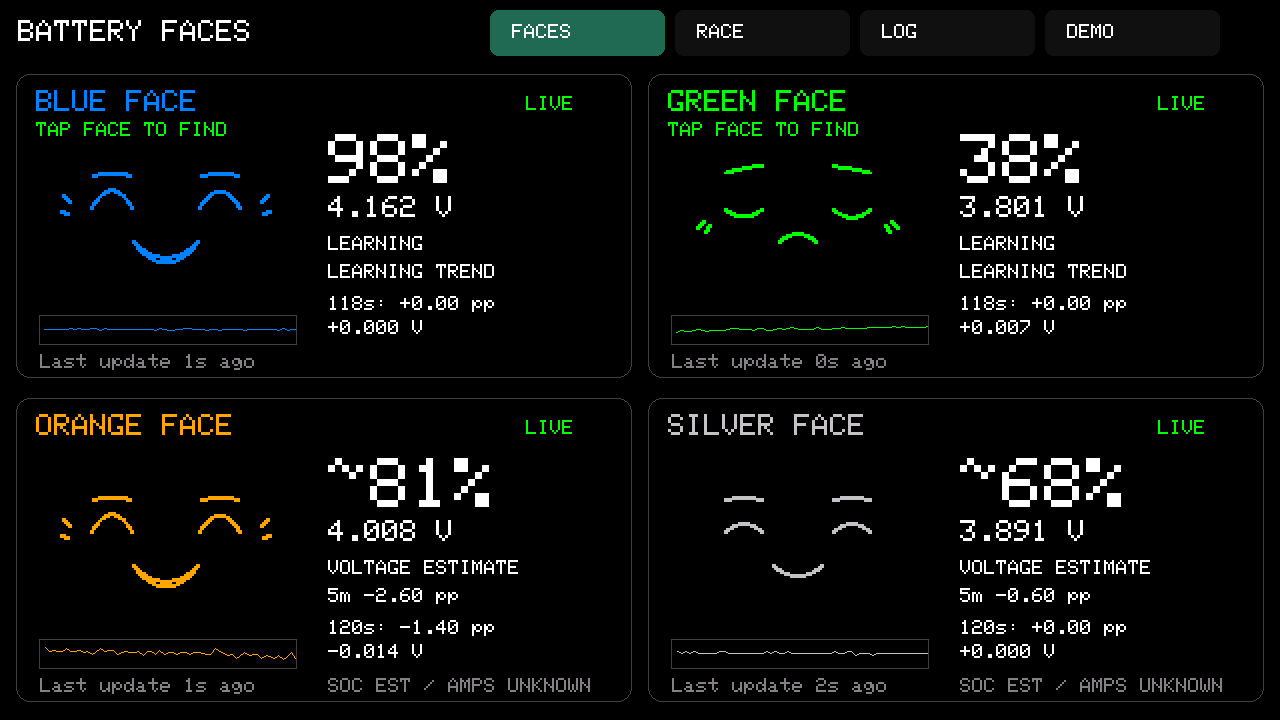 BATTERY FACES
FACES
RACE
LOG
DEMO
BLUE FACE
LIVE
TAP FACE TO FIND
98%
4.162 V
LEARNING
LEARNING TREND
118s: +0.00 pp
+0.000 V
Last update 1s ago
GREEN FACE
LIVE
TAP FACE TO FIND
38%
3.801 V
LEARNING
LEARNING TREND
118s: +0.00 pp
+0.007 V
Last update 0s ago
ORANGE FACE
LIVE
~81%
4.008 V
VOLTAGE ESTIMATE
5m -2.60 pp
120s: -1.40 pp
-0.014 V
Last update 1s ago
SOC EST / AMPS UNKNOWN
SILVER FACE
LIVE
~68%
3.891 V
VOLTAGE ESTIMATE
5m -0.60 pp
120s: +0.00 pp
+0.000 V
Last update 2s ago
SOC EST / AMPS UNKNOWN